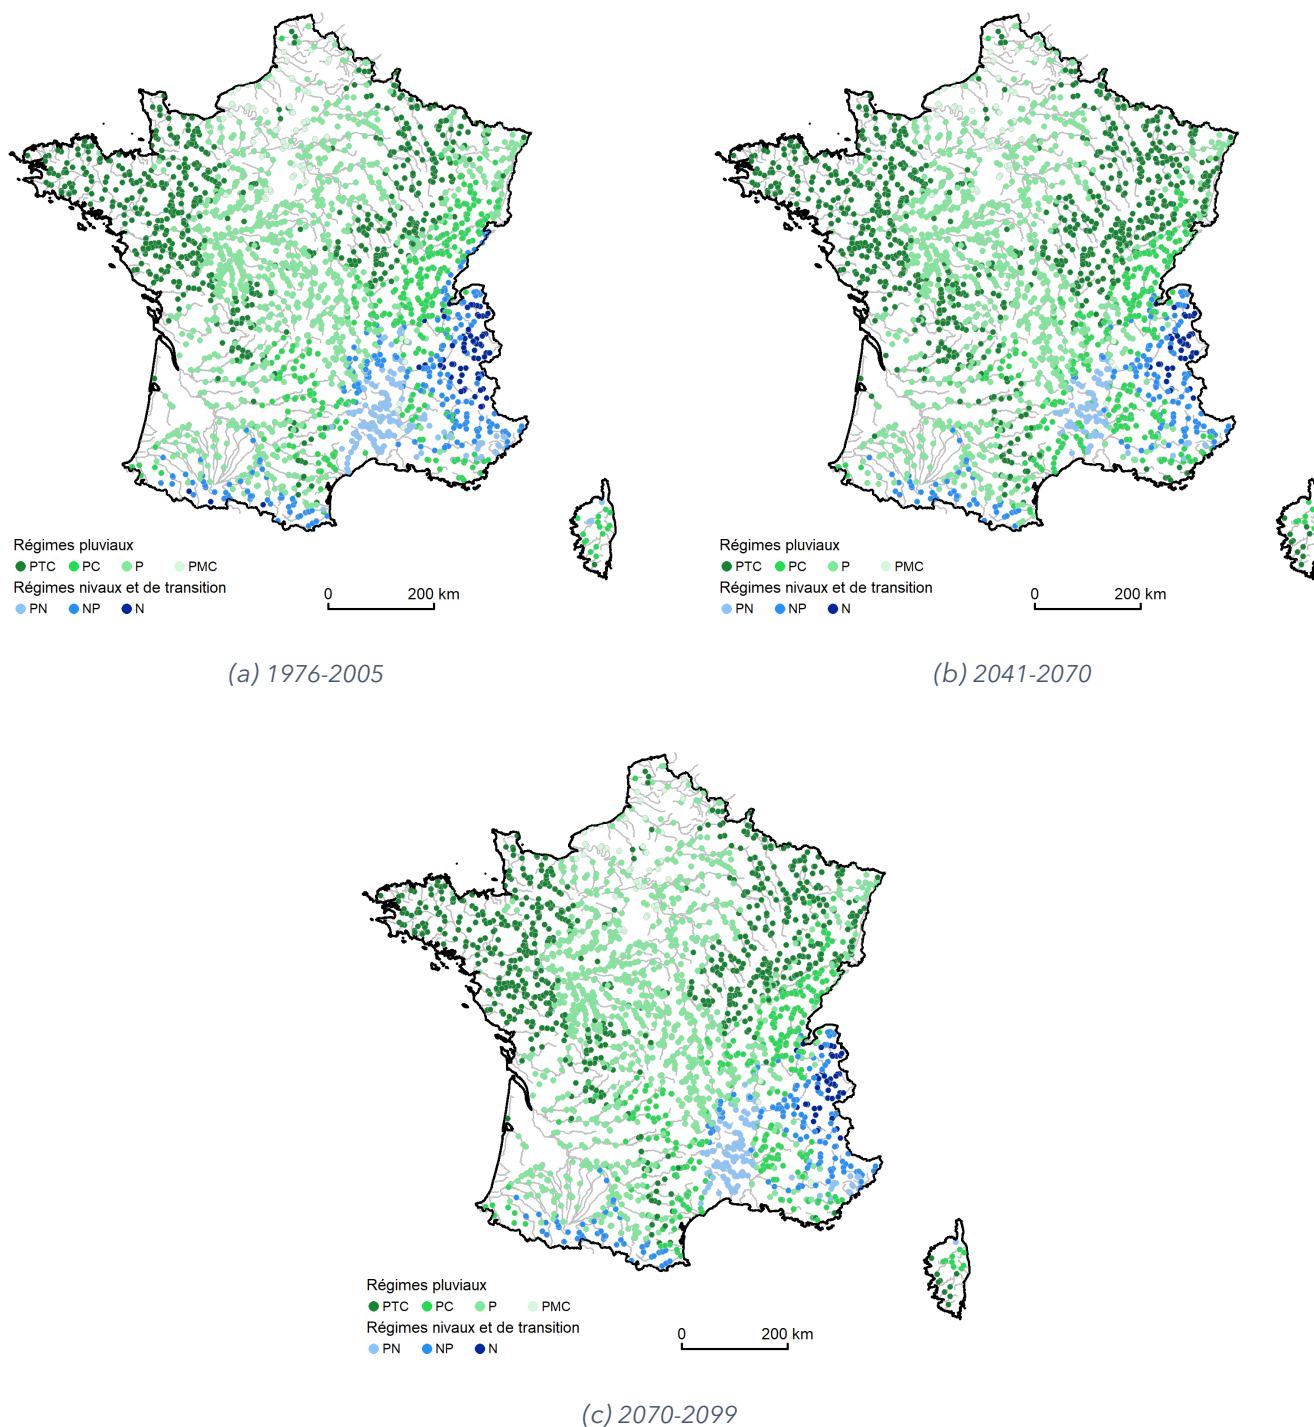 Régimes pluviaux
PTC PC P PMC
Régimes nivaux et de transition
PN NP N
0 200 km
(a) 1976-2005
Régimes pluviaux
PTC PC P PMC
Régimes nivaux et de transition
PN NP N
0 200 km
(b) 2041-2070
Régimes pluviaux
PTC PC P PMC
Régimes nivaux et de transition
PN NP N
0 200 km
(c) 2070-2099